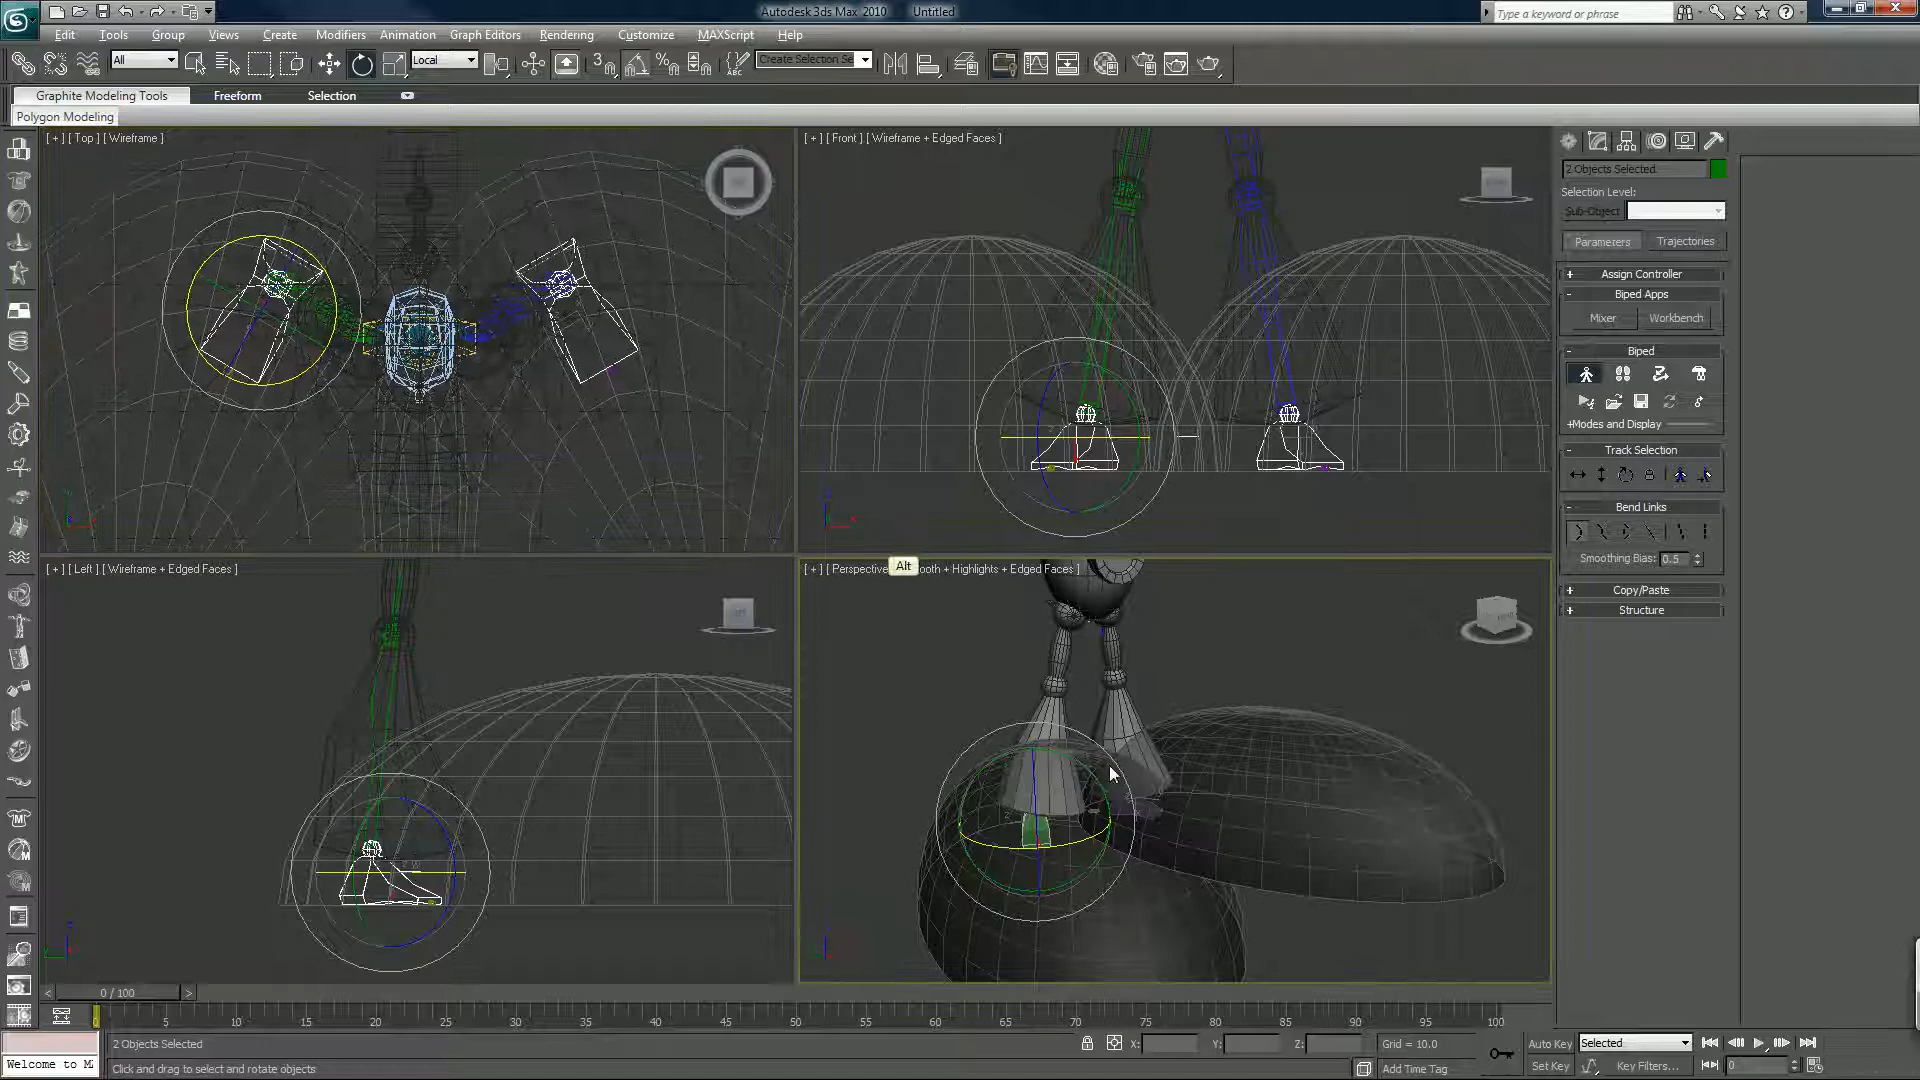 Autodesk 3ds Max 2010 Untitled
Type a keyword or phrase
Edit Tools Group Views Create Modifiers Animation Graph Editors Rendering Customize MAXScript Help
All
Local
Create Selection Se
Graphite Modeling Tools Freeform Selection
Polygon Modeling
[ + ] [ Top ] [ Wireframe ]
[ + ] [ Front ] [ Wireframe + Edged Faces ]
2 Objects Selected
Selection Level:
Sub-Object
Parameters Trajectories
+ Assign Controller
- Biped Apps
Mixer Workbench
- Biped
+Modes and Display
- Track Selection
- Bend Links
Smoothing Bias: 0.5
+ Copy/Paste
+ Structure
[ + ] [ Left ] [ Wireframe + Edged Faces ]
[ + ] [ Perspective Alt ooth + Highlights + Edged Faces ]
< 0 / 100 >
0 5 10 15 20 25 30 35 40 45 50 55 60 65 70 75 80 85 90 95 100
2 Objects Selected
X: Y: Z: Grid = 10.0
Auto Key Selected
Welcome to M
Click and drag to select and rotate objects
Add Time Tag
Set Key Key Filters...
0